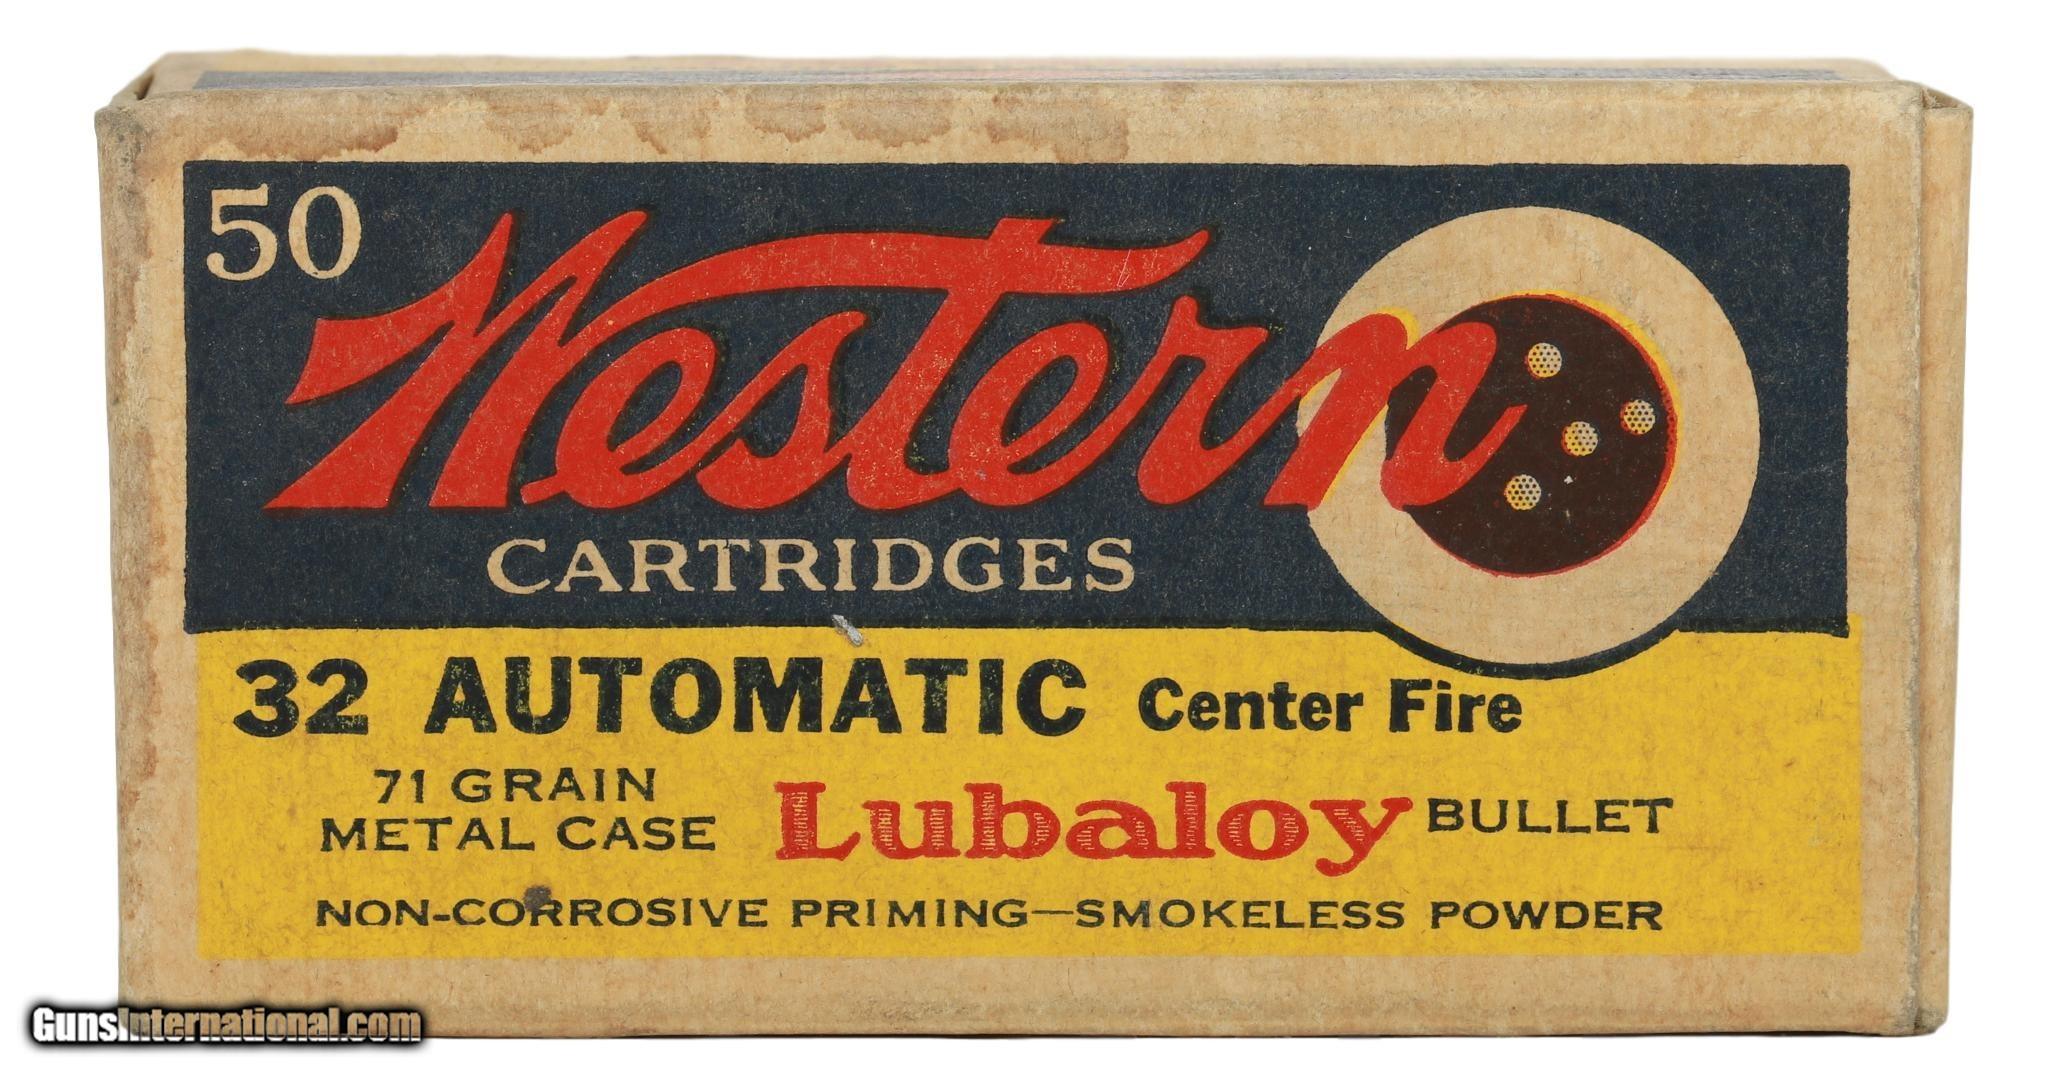 50
Western
CARTRIDGES
32 AUTOMATIC Center Fire
71 GRAIN
METAL CASE Lubaloy BULLET
NON-CORROSIVE PRIMING—SMOKELESS POWDER
GunsInternational.com